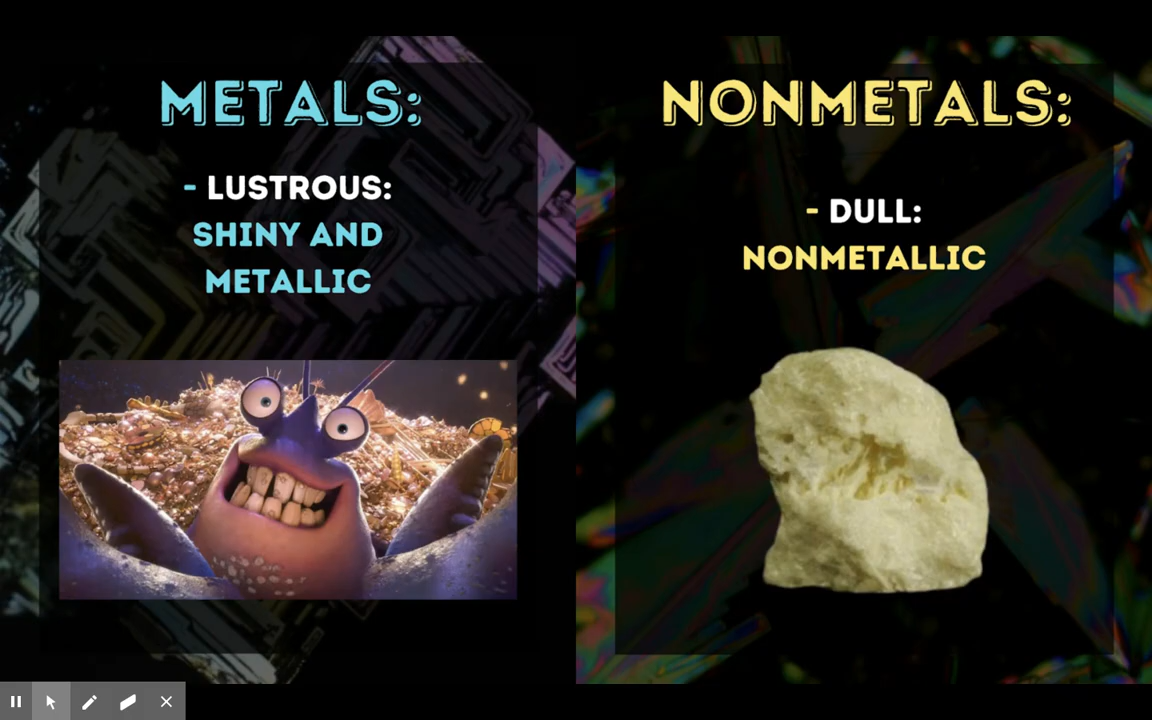 METALS:
- LUSTROUS:
SHINY AND
METALLIC
NONMETALS:
- DULL:
NONMETALLIC